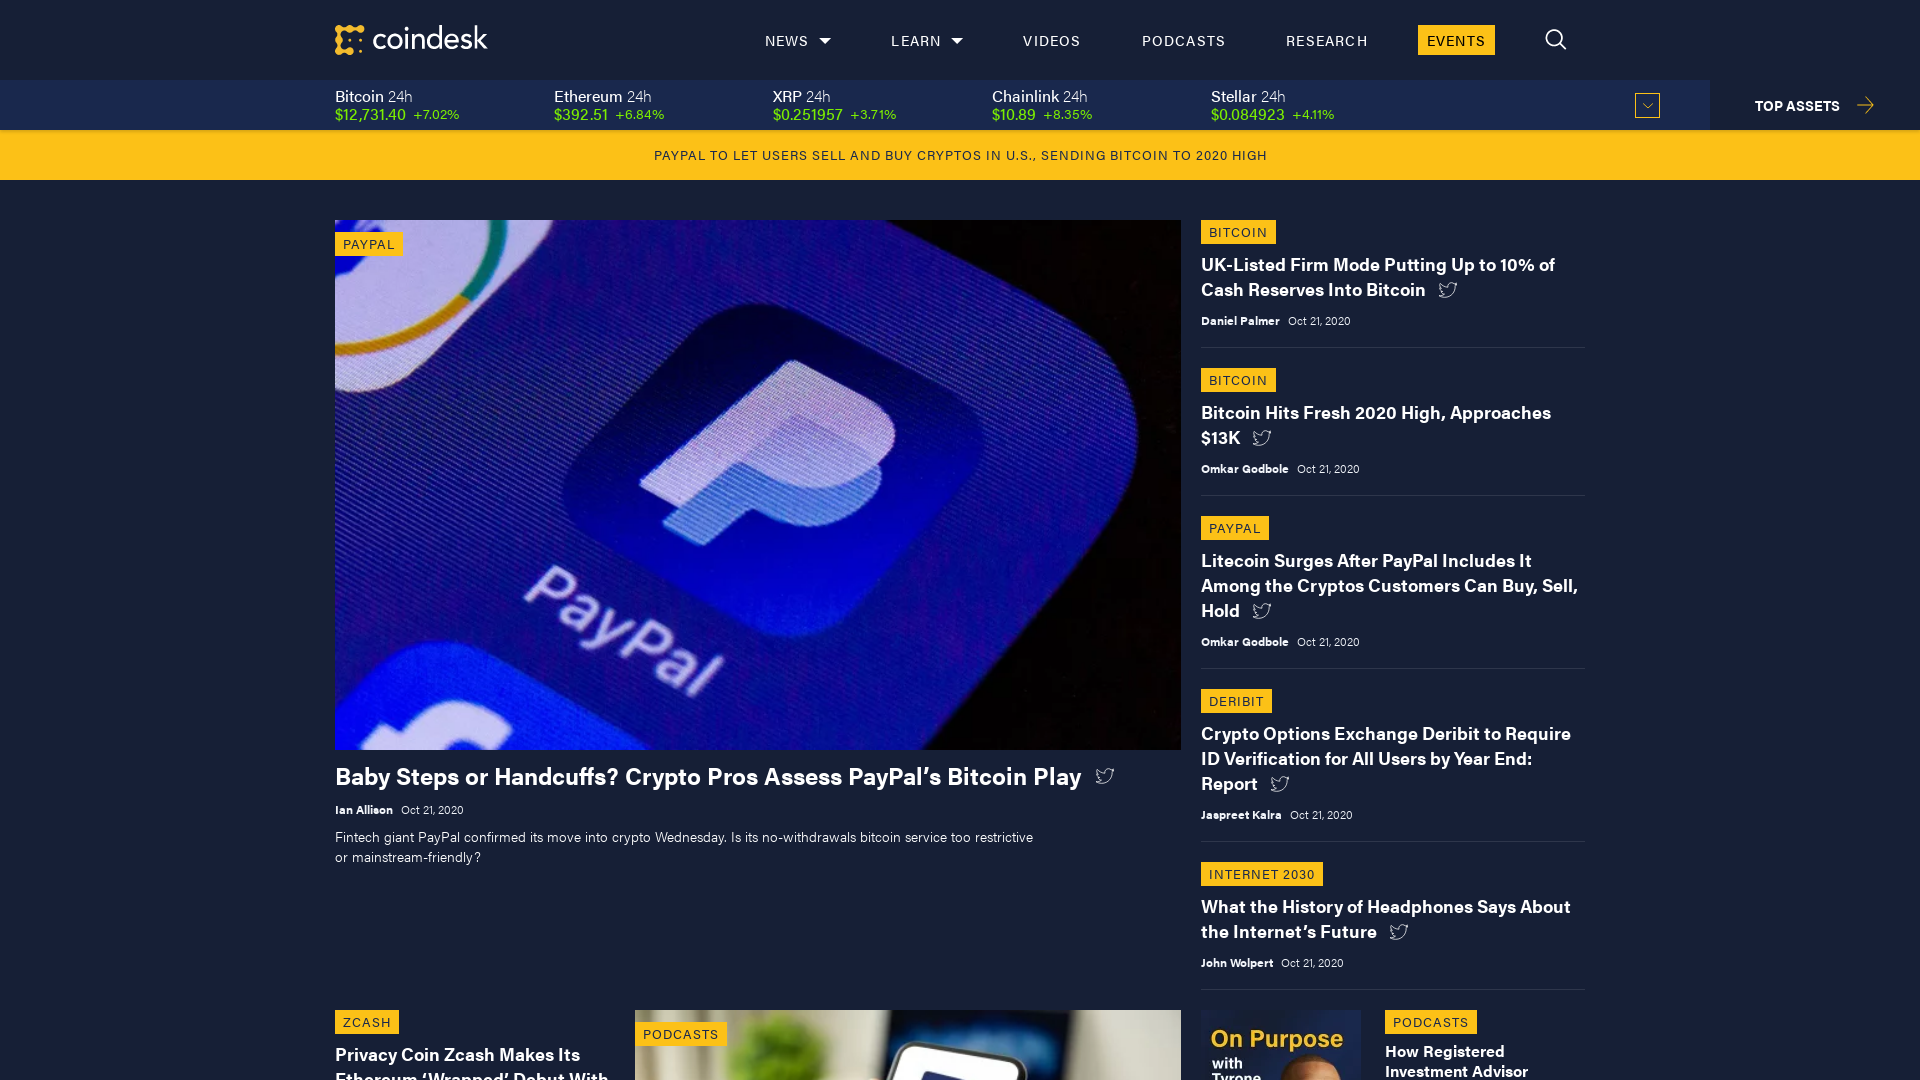 coindesk
NEWS
LEARN
VIDEOS
PODCASTS
RESEARCH
EVENTS
Bitcoin 24h
$12,731.40 +7.02%
Ethereum 24h
$392.51 +6.84%
XRP 24h
$0.251957 +3.71%
Chainlink 24h
$10.89 +8.35%
Stellar 24h
$0.084923 +4.11%
TOP ASSETS
PAYPAL TO LET USERS SELL AND BUY CRYPTOS IN U.S., SENDING BITCOIN TO 2020 HIGH
PAYPAL
PayPal
Baby Steps or Handcuffs? Crypto Pros Assess PayPal’s Bitcoin Play
Ian Allison Oct 21, 2020
Fintech giant PayPal confirmed its move into crypto Wednesday. Is its no-withdrawals bitcoin service too restrictive
or mainstream-friendly?
BITCOIN
UK-Listed Firm Mode Putting Up to 10% of
Cash Reserves Into Bitcoin
Daniel Palmer Oct 21, 2020
BITCOIN
Bitcoin Hits Fresh 2020 High, Approaches
$13K
Omkar Godbole Oct 21, 2020
PAYPAL
Litecoin Surges After PayPal Includes It
Among the Cryptos Customers Can Buy, Sell,
Hold
Omkar Godbole Oct 21, 2020
DERIBIT
Crypto Options Exchange Deribit to Require
ID Verification for All Users by Year End:
Report
Jaspreet Kalra Oct 21, 2020
INTERNET 2030
What the History of Headphones Says About
the Internet’s Future
John Wolpert Oct 21, 2020
ZCASH
Privacy Coin Zcash Makes Its
Ethereum ‘Wrapped’ Debut With
PODCASTS
On Purpose
with
Tyrone
PODCASTS
How Registered
Investment Advisor